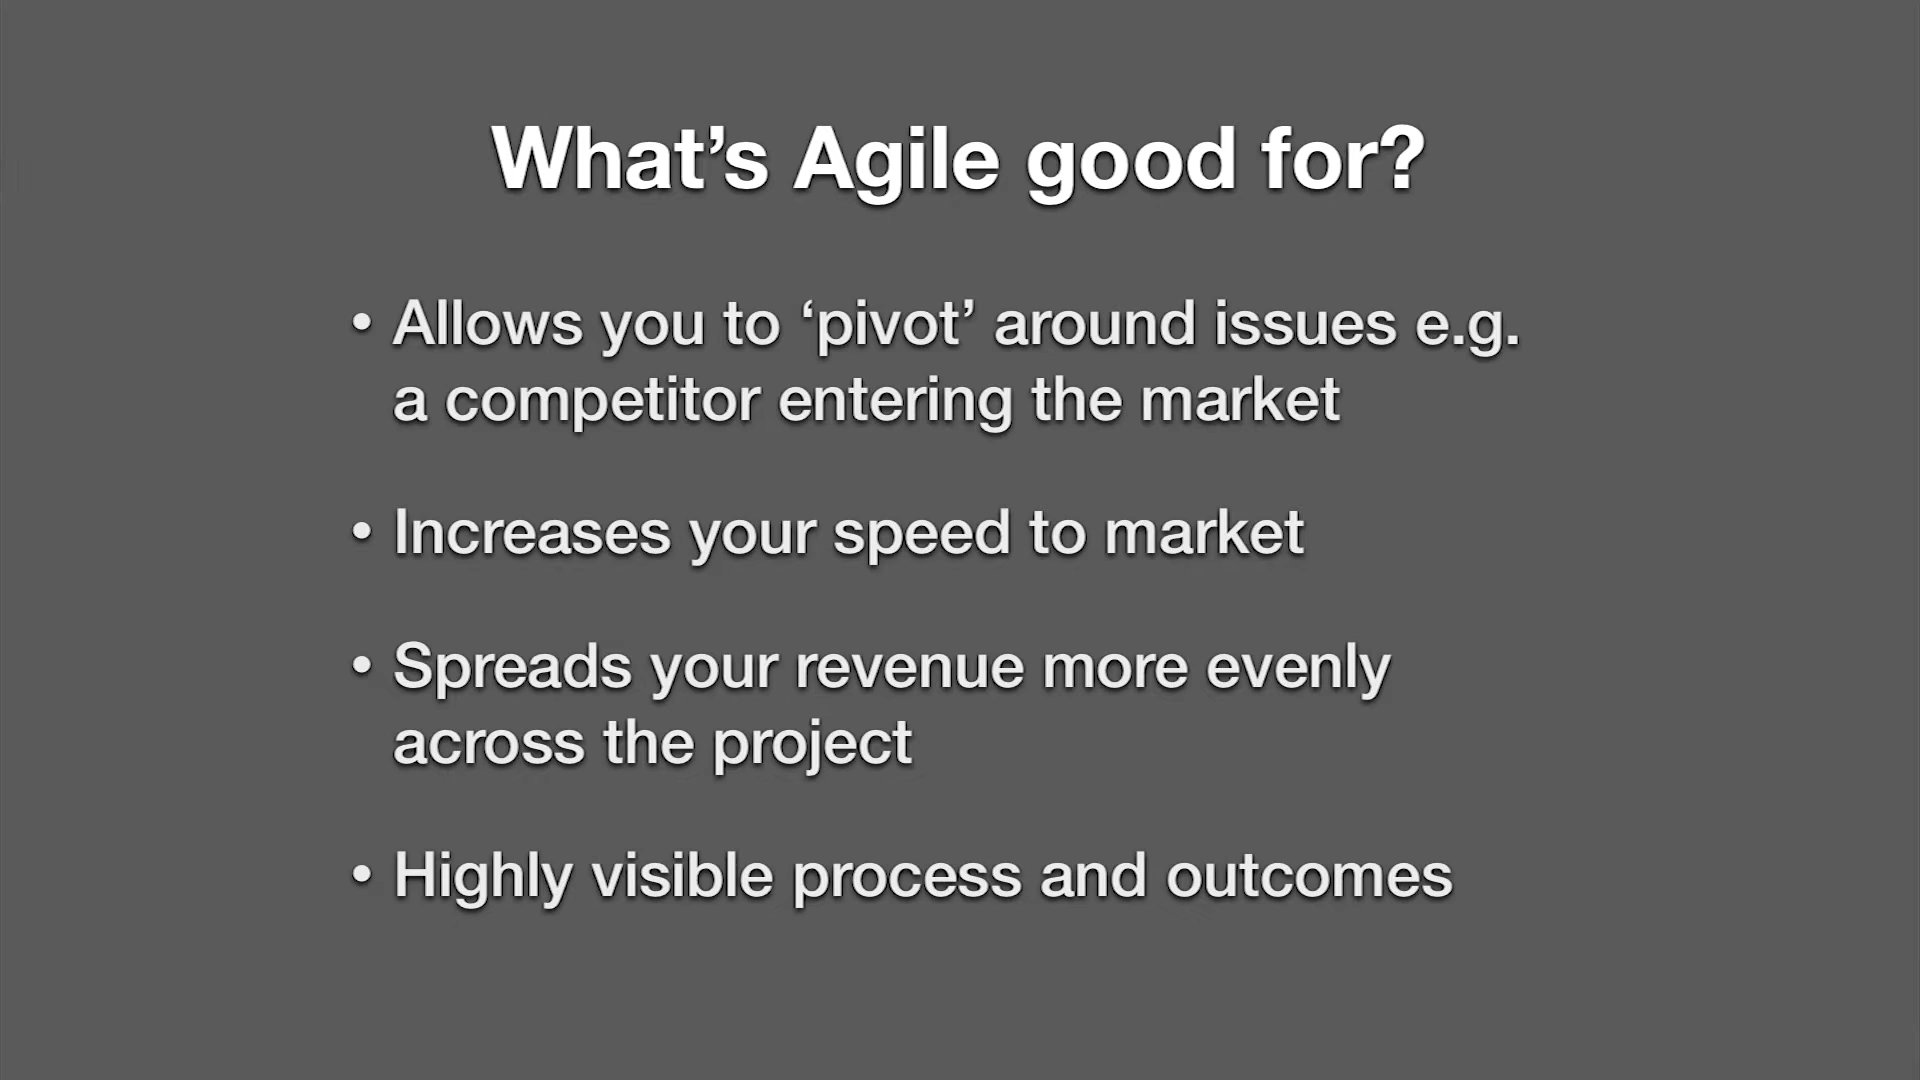 What’s Agile good for?
• Allows you to ‘pivot’ around issues e.g.
a competitor entering the market
• Increases your speed to market
• Spreads your revenue more evenly
across the project
• Highly visible process and outcomes